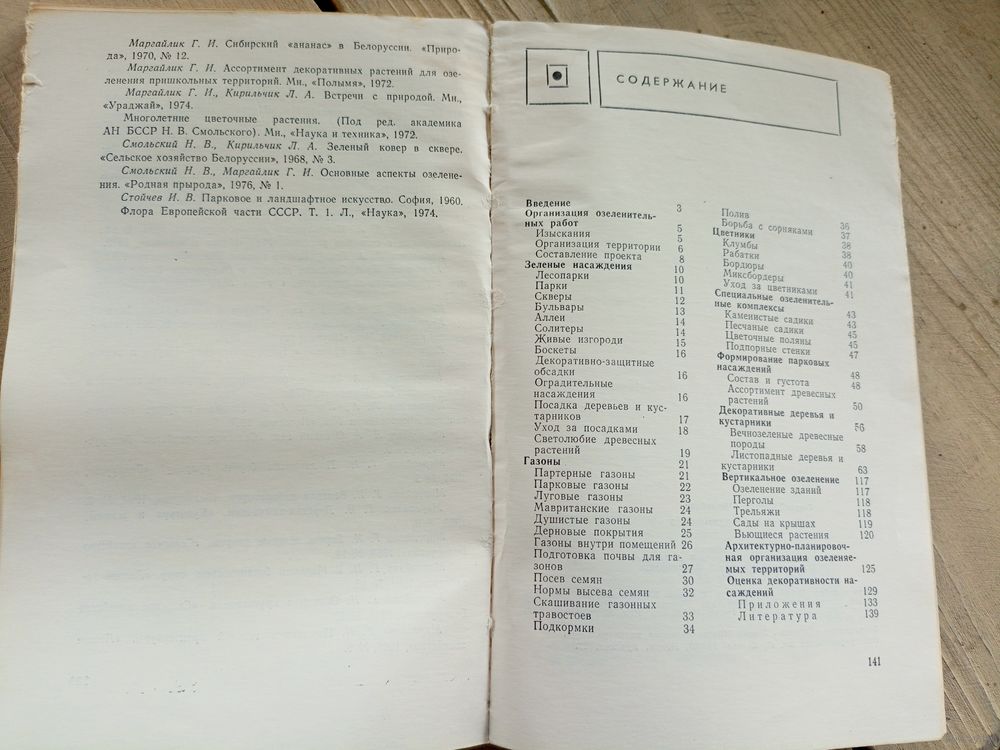 Маргайлик Г. И. Сибирский «ананас» в Белоруссии. «Приро-
да», 1970, № 12.
Маргайлик Г. И. Ассортимент декоративных растений для озе-
ленения пришкольных территорий. Мн., «Полымя», 1972.
Маргайлик Г. И., Кирильчик Л. А. Встречи с природой. Мн.,
«Ураджай», 1974.
Многолетние цветочные растения. (Под ред. академика
АН БССР Н. В. Смольского). Мн., «Наука и техника», 1972.
Смольский Н. В., Кирильчик Л. А. Зеленый ковер в сквере.
«Сельское хозяйство Белоруссии», 1968, № 3.
Смольский Н. В., Маргайлик Г. И. Основные аспекты озелене-
ния. «Родная прырода», 1976, № 1.
Стойчев И. В. Парковое и ландшафтное искусство. София, 1960.
Флора Европейской части СССР. Т. 1. Л., «Наука», 1974.
СОДЕРЖАНИЕ
Введение 3
Организация озеленитель-
ных работ 5
Изыскания 5
Организация территории 6
Составление проекта 8
Зеленые насаждения 10
Лесопарки 10
Парки 11
Скверы 12
Бульвары 13
Аллеи 14
Солитеры 14
Живые изгороди 15
Боскеты 16
Декоративно-защитные
обсадки 16
Оградительные
насаждения 16
Посадка деревьев и кус-
тарников 17
Уход за посадками 18
Светолюбие древесных
растений 19
Газоны 21
Партерные газоны 21
Парковые газоны 22
Луговые газоны 23
Мавританские газоны 24
Душистые газоны 24
Дерновые покрытия 25
Газоны внутри помещений 26
Подготовка почвы для га-
зонов 27
Посев семян 30
Нормы высева семян 32
Скашивание газонных
травостоев 33
Подкормки 34
Полив 36
Борьба с сорняками 37
Цветники 38
Клумбы 38
Рабатки 40
Бордюры 40
Миксбордеры 41
Уход за цветниками 41
Специальные озеленитель-
ные комплексы 43
Каменистые садики 43
Песчаные садики 45
Цветочные поляны 45
Подпорные стенки 47
Формирование парковых
насаждений 48
Состав и густота 48
Ассортимент древесных
растений 50
Декоративные деревья и
кустарники 56
Вечнозеленые древесные
породы 58
Листопадные деревья и
кустарники 63
Вертикальное озеленение 117
Озеленение зданий 117
Перголы 118
Трельяжи 118
Сады на крышах 119
Вьющиеся растения 120
Архитектурно-планировоч-
ная организация озеленяе-
мых территорий 125
Оценка декоративности на-
саждений 129
Приложения 133
Литература 139
141